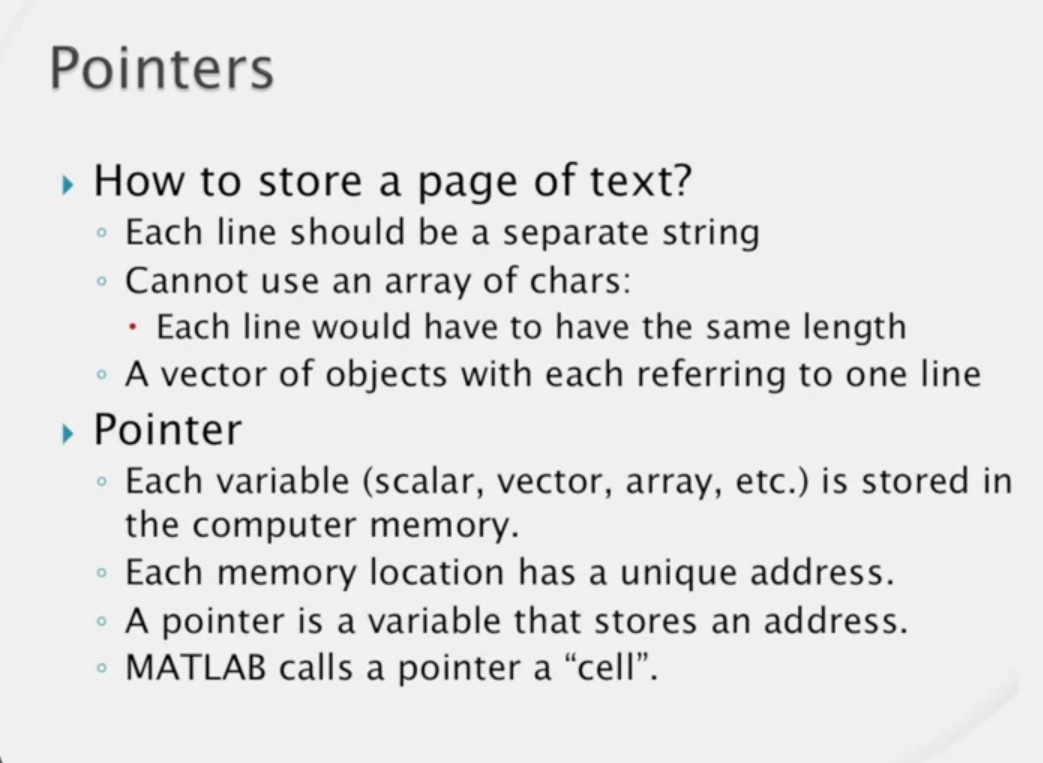 Pointers
How to store a page of text?
Each line should be a separate string
Cannot use an array of chars:
Each line would have to have the same length
A vector of objects with each referring to one line
Pointer
Each variable (scalar, vector, array, etc.) is stored in
the computer memory.
Each memory location has a unique address.
A pointer is a variable that stores an address.
MATLAB calls a pointer a “cell”.